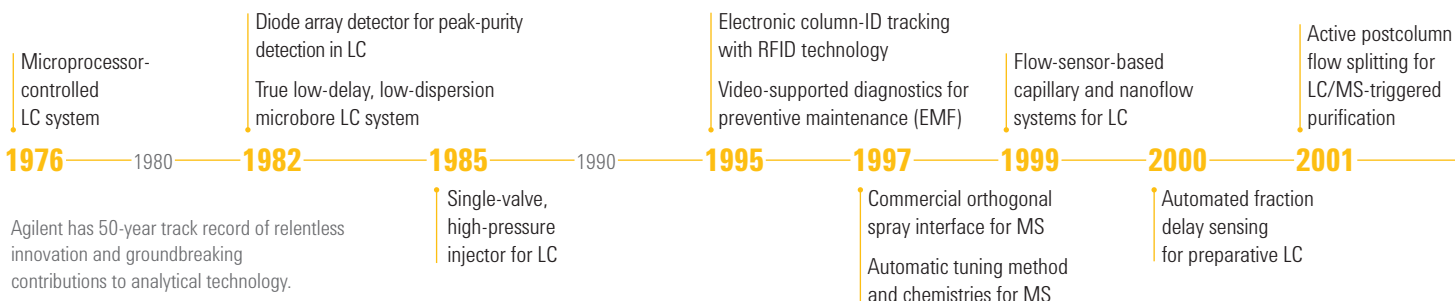 Microprocessor-
controlled
LC system
Diode array detector for peak-purity
detection in LC
True low-delay, low-dispersion
microbore LC system
Electronic column-ID tracking
with RFID technology
Video-supported diagnostics for
preventive maintenance (EMF)
Flow-sensor-based
capillary and nanoflow
systems for LC
Active postcolumn
flow splitting for
LC/MS-triggered
purification
1976 1980 1982 1985 1990 1995 1997 1999 2000 2001
Agilent has 50-year track record of relentless
innovation and groundbreaking
contributions to analytical technology.
Single-valve,
high-pressure
injector for LC
Commercial orthogonal
spray interface for MS
Automatic tuning method
and chemistries for MS
Automated fraction
delay sensing
for preparative LC